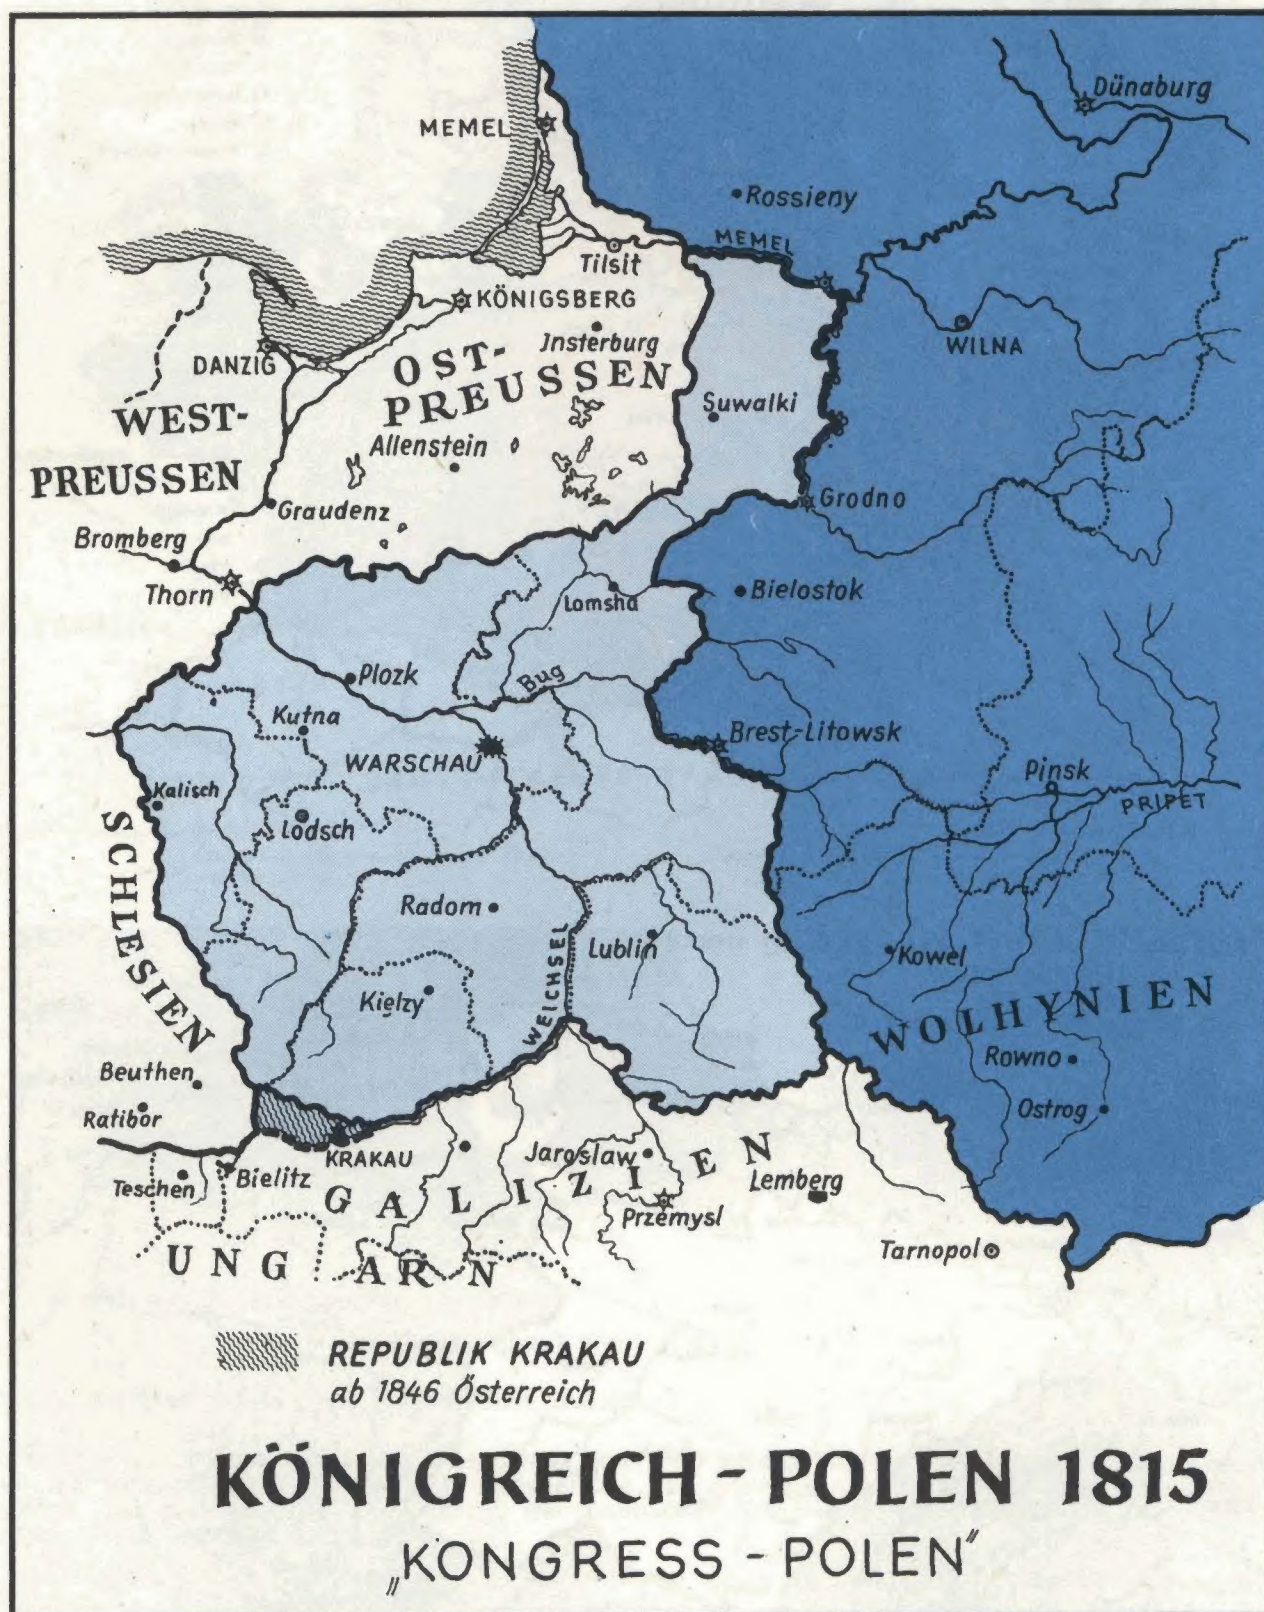 Dünaburg
MEMEL
Rossieny
MEMEL
Tilsit
KÖNIGSBERG
Jnsterburg
DANZIG
WILNA
OST-
PREUSSEN
WEST-
PREUSSEN
Suwalki
Allenstein
Grodno
Graudenz
Bromberg
Thorn
Lomsha
Bielostok
Plozk
Bug
Kutna
WARSCHAU
Brest-Litowsk
Pinsk
PRIPET
Kalisch
Lodsch
SCHLESIEN
Radom
WEICHSEL
Lublin
Kowel
Kielzy
WOLHYNIEN
Rowno
Ostrog
Beuthen
Ratibor
KRAKAU
Jaroslaw
Teschen
Bielitz
GALIZIEN
Lemberg
Przemysl
Tarnopol
UNGARN
REPUBLIK KRAKAU
ab 1846 Österreich
KÖNIGREICH - POLEN 1815
„KONGRESS - POLEN"